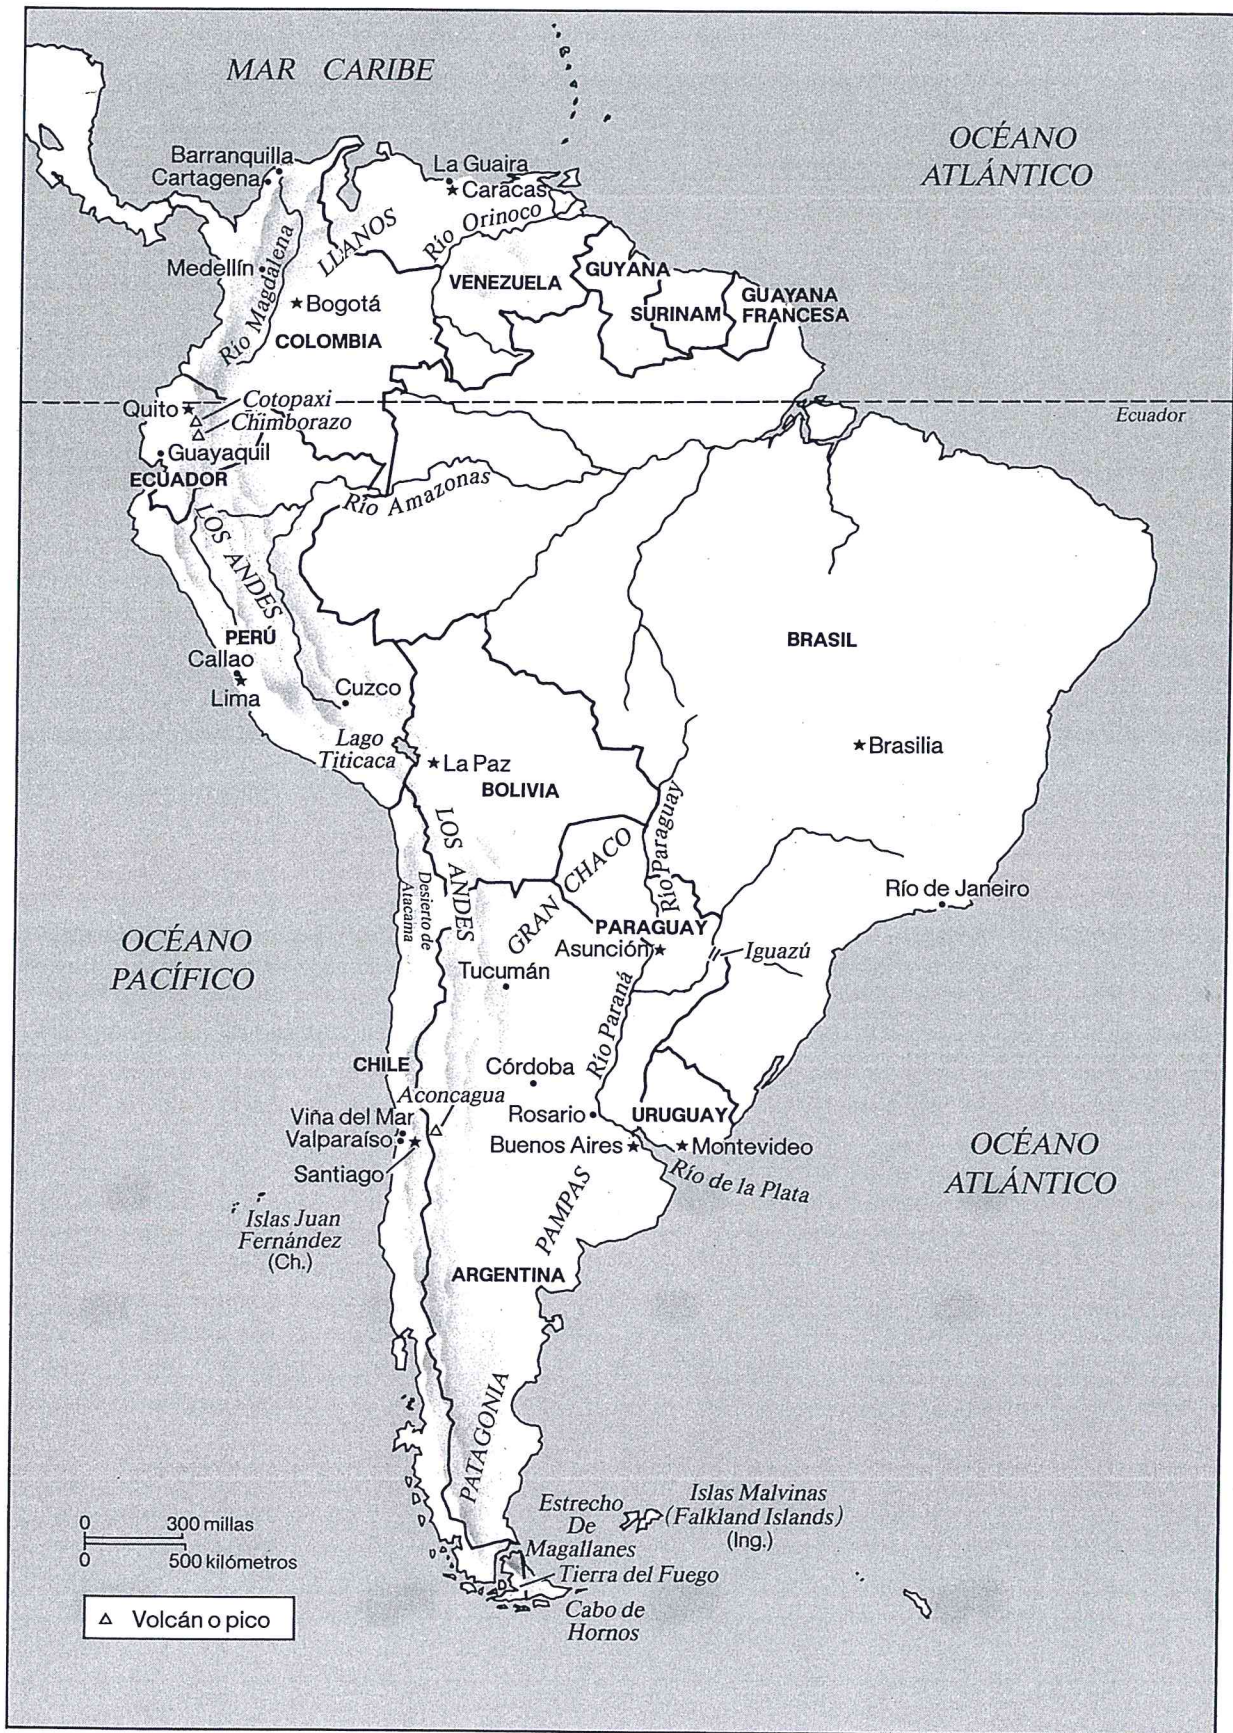 MAR CARIBE
OCÉANO
ATLÁNTICO
Barranquilla
Cartagena
La Guaira
Caracas
LLANOS
Río Orinoco
Río Magdalena
Medellín
Bogotá
VENEZUELA
GUYANA
SURINAM
GUAYANA
FRANCESA
COLOMBIA
Quito
Cotopaxi
Chimborazo
Ecuador
Guayaquil
ECUADOR
Río Amazonas
LOS ANDES
PERÚ
Callao
Lima
Cuzco
BRASIL
Lago
Titicaca
La Paz
Brasilia
BOLIVIA
LOS ANDES
Desierto de
Atacama
GRAN CHACO
Río Paraguay
Río de Janeiro
PARAGUAY
Asunción
Iguazú
OCÉANO
PACÍFICO
Tucumán
Río Paraná
CHILE
Córdoba
Aconcagua
Viña del Mar
Valparaíso
Santiago
Rosario
URUGUAY
Buenos Aires
Montevideo
Río de la Plata
OCÉANO
ATLÁNTICO
Islas Juan
Fernández
(Ch.)
PAMPAS
ARGENTINA
PATAGONIA
Estrecho
De
Magallanes
Islas Malvinas
(Falkland Islands)
(Ing.)
Tierra del Fuego
Cabo de
Hornos
0 300 millas
0 500 kilómetros
Volcán o pico